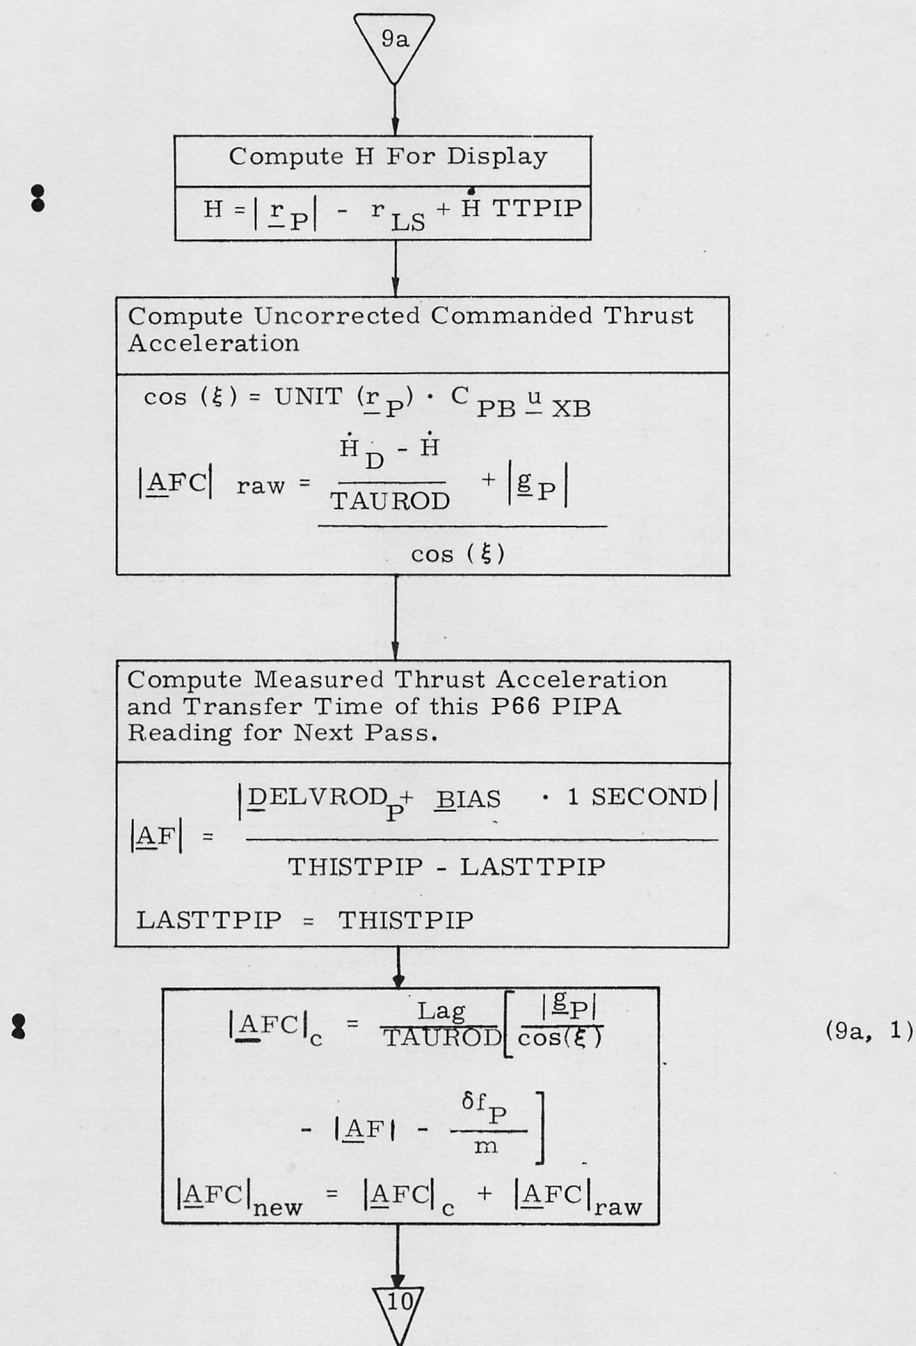 9a
Compute H For Display
H = |r_P| - r_LS + Ḣ TTPIP
Compute Uncorrected Commanded Thrust
Acceleration
cos (ξ) = UNIT (r_P) · C_PB u_XB
Ḣ_D - Ḣ
|AFC| raw = TAUROD + |g_P|
cos (ξ)
Compute Measured Thrust Acceleration
and Transfer Time of this P66 PIPA
Reading for Next Pass.
|DELVROD_P + BIAS · 1 SECOND|
|AF| =
THISTPIP - LASTTPIP
LASTTPIP = THISTPIP
|AFC|_c = Lag [ |g_P|
TAUROD cos(ξ)
(9a, 1)
- |AF| - δf_P ]
m
|AFC|_new = |AFC|_c + |AFC|_raw
10